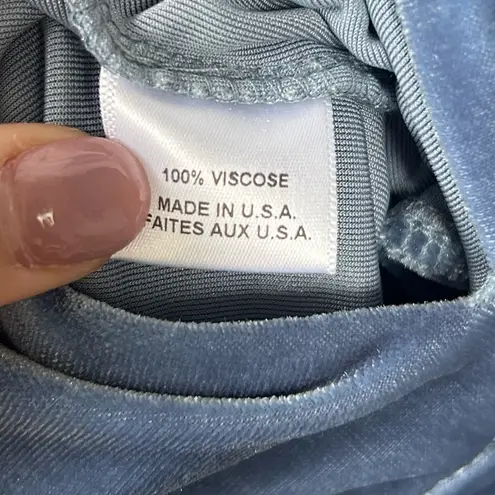 100% VISCOSE
MADE IN U.S.A.
FAITES AUX U.S.A.